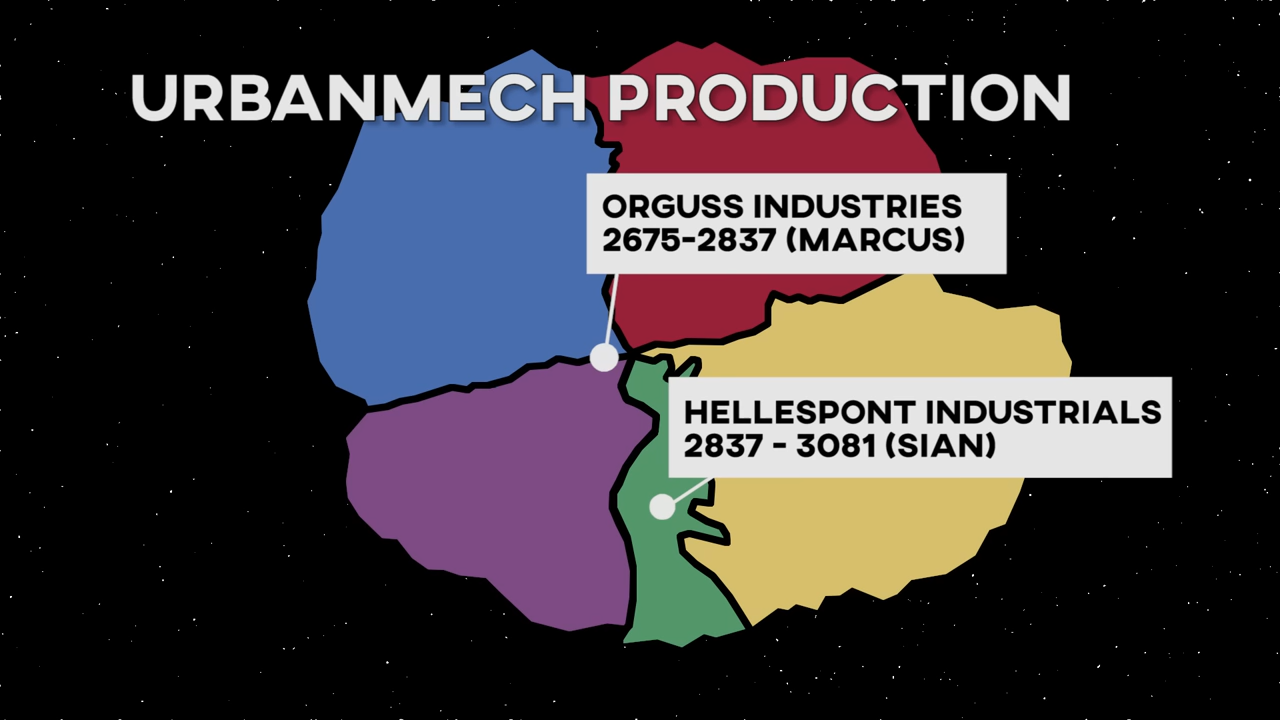 URBANMECH PRODUCTION
ORGUSS INDUSTRIES
2675-2837 (MARCUS)
HELLESPONT INDUSTRIALS
2837 - 3081 (SIAN)